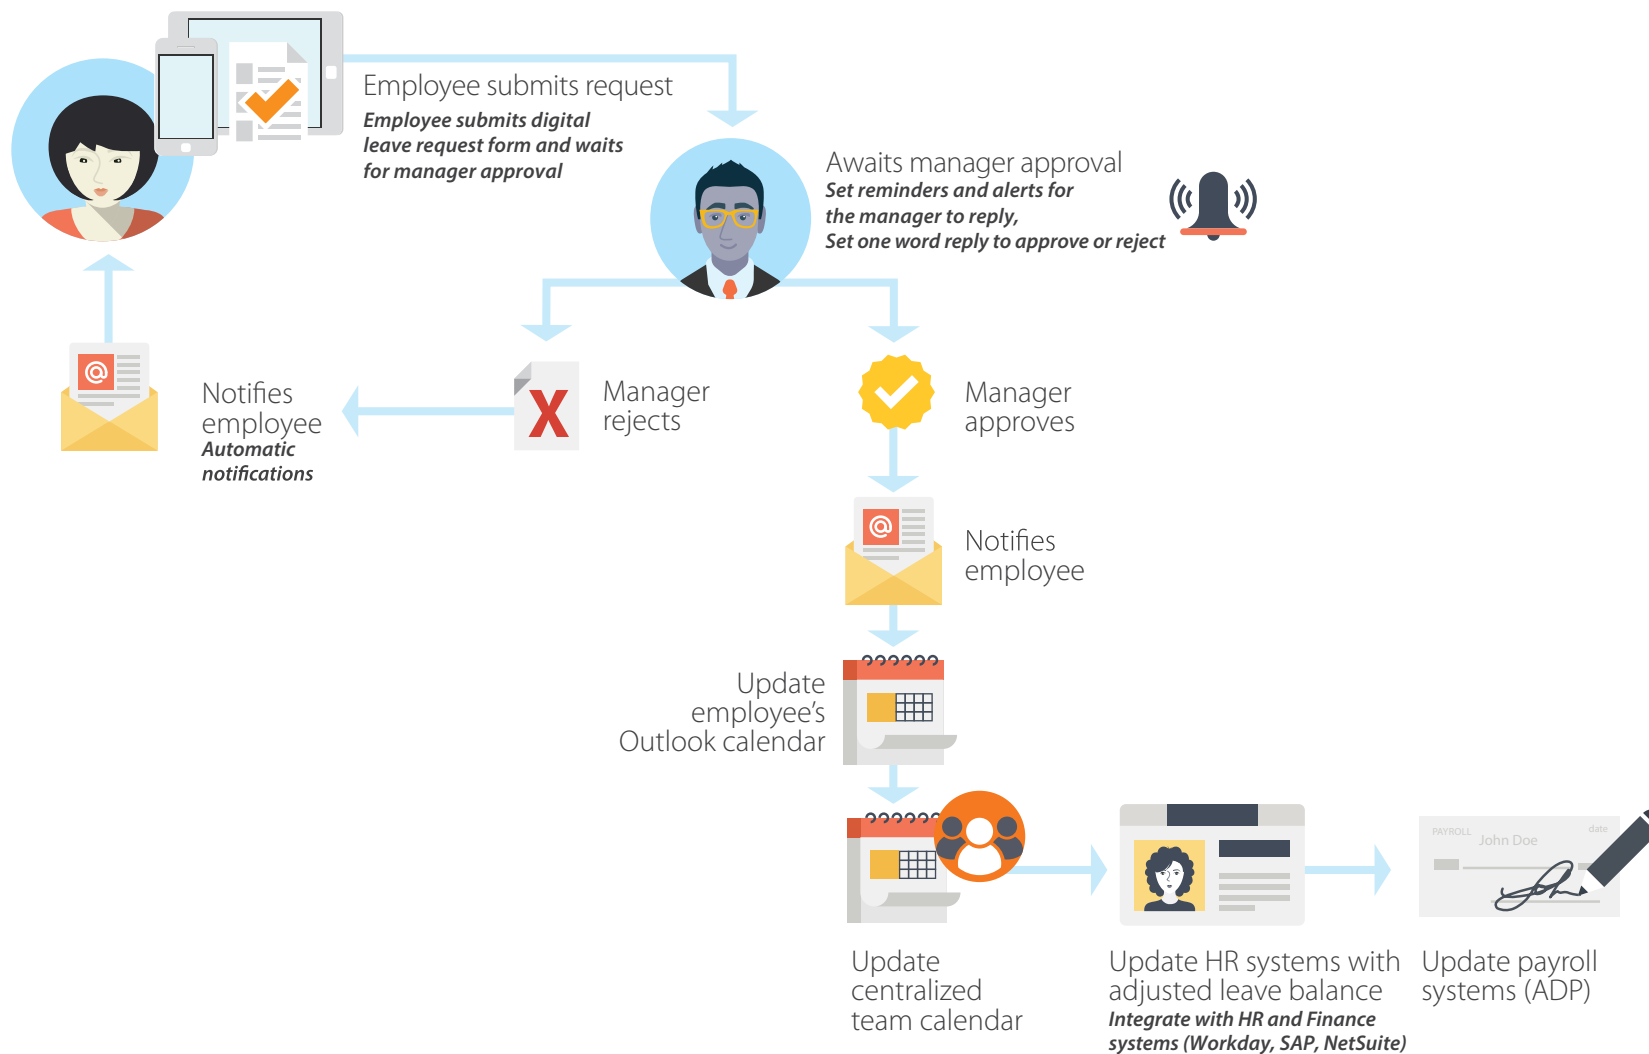 Employee submits request
Employee submits digital
leave request form and waits
for manager approval
Awaits manager approval
Set reminders and alerts for
the manager to reply,
Set one word reply to approve or reject
@
Notifies
employee
Automatic
notifications
X
Manager
rejects
Manager
approves
@
Notifies
employee
Update
employee's
Outlook calendar
Update
centralized
team calendar
Update HR systems with
adjusted leave balance
Integrate with HR and Finance
systems (Workday, SAP, NetSuite)
PAYROLL
John Doe
date
John
Update payroll
systems (ADP)